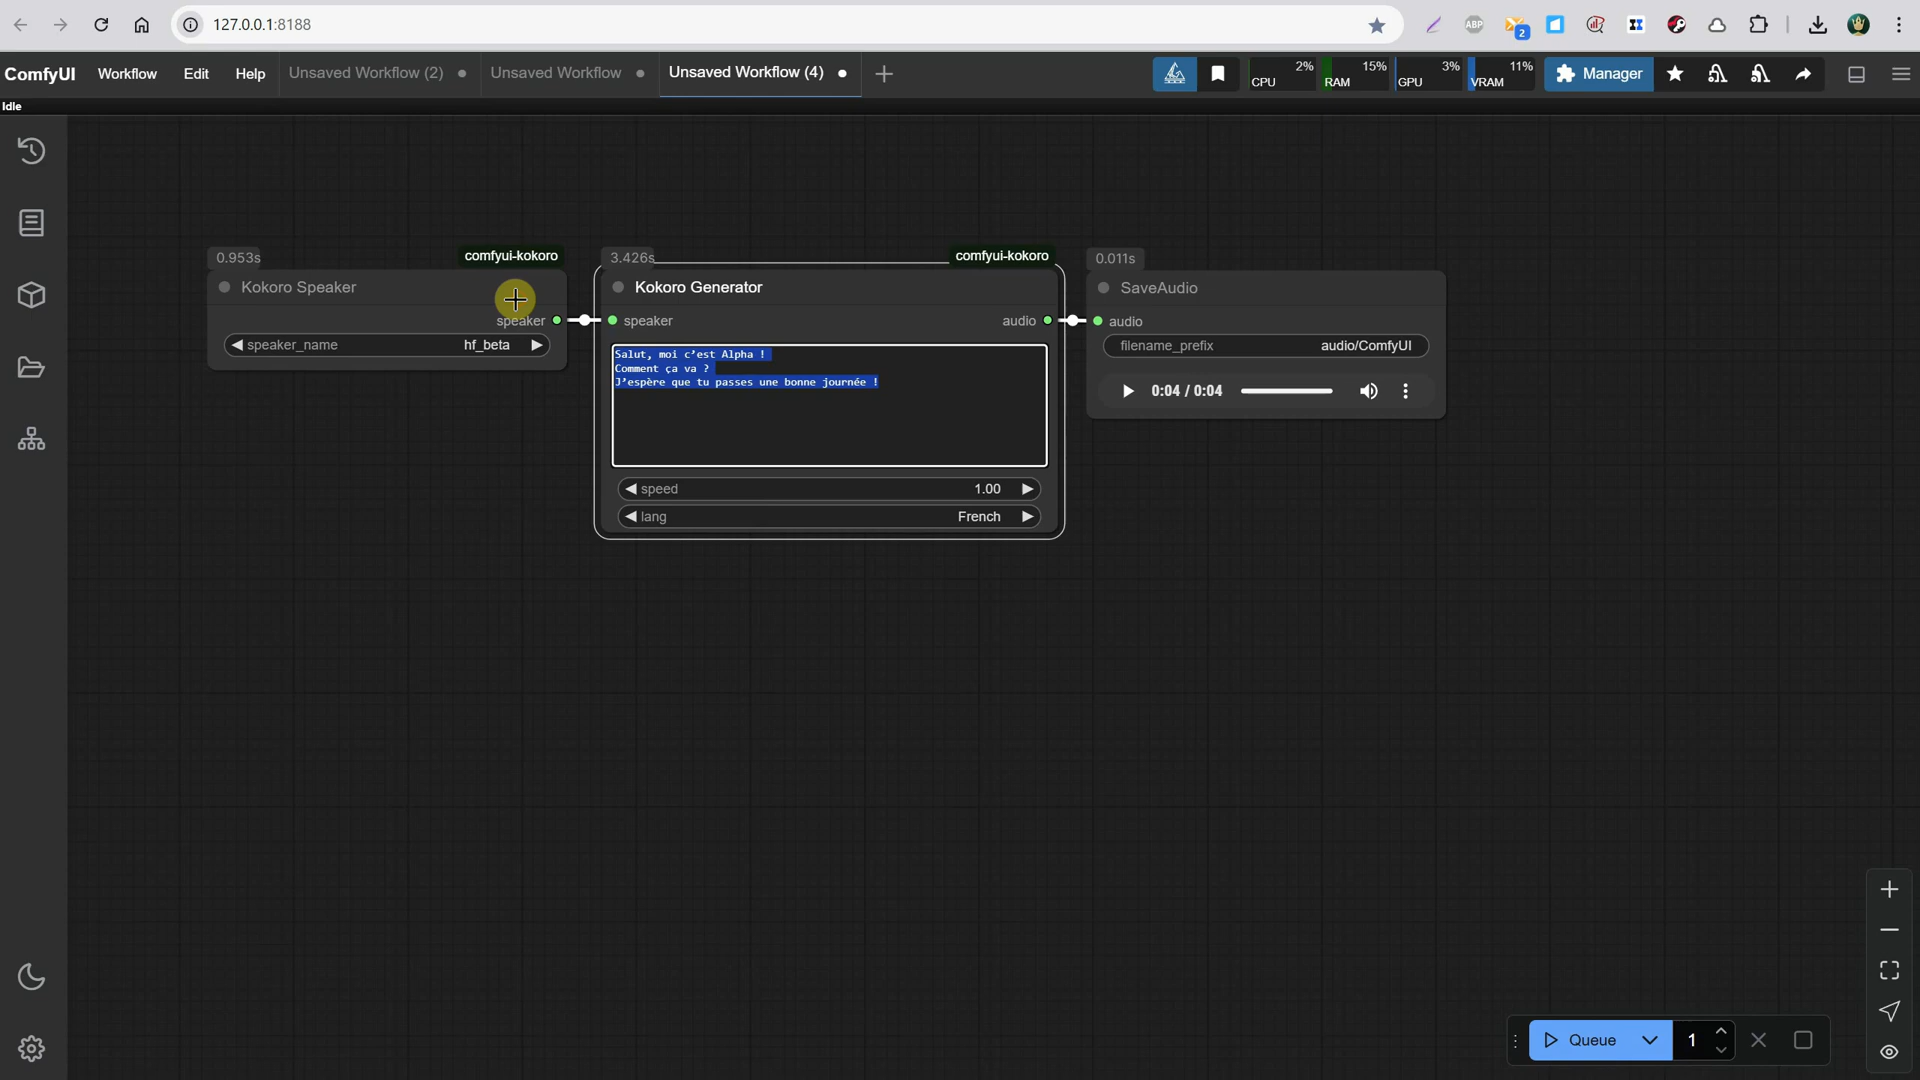 127.0.0.1:8188
ABP
2
ComfyUI
Workflow
Edit
Help
Unsaved Workflow (2)
Unsaved Workflow
Unsaved Workflow (4)
CPU 2%
RAM 15%
GPU 3%
VRAM 11%
Manager
Idle
0.953s
comfyui-kokoro
Kokoro Speaker
speaker
speaker_name hf_beta
3.426s
comfyui-kokoro
Kokoro Generator
speaker audio
Salut, moi c’est Alpha !
Comment ça va ?
J’espère que tu passes une bonne journée !
speed 1.00
lang French
0.011s
SaveAudio
audio
filename_prefix audio/ComfyUI
0:04 / 0:04
Queue
1